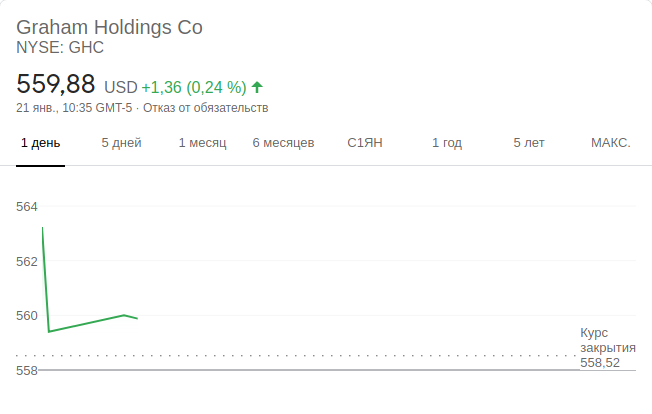 Graham Holdings Co
NYSE: GHC
559,88 USD +1,36 (0,24 %)
21 янв., 10:35 GMT-5 · Отказ от обязательств
1 день 5 дней 1 месяц 6 месяцев С1ЯН 1 год 5 лет МАКС.
564
562
560
Курс
закрытия
558,52
558